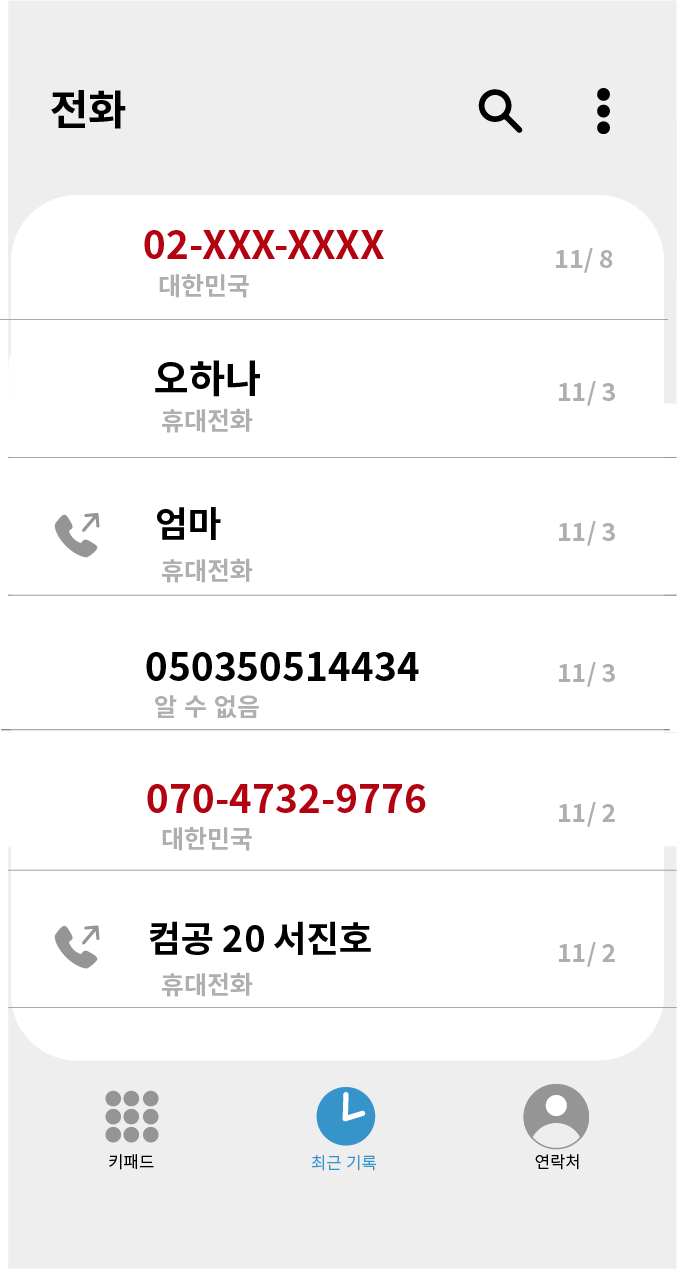 전화
02-XXX-XXXX
11/ 8
대한민국
오하나
11/ 3
휴대전화
엄마
11/ 3
휴대전화
050350514434
11/ 3
알 수 없음
070-4732-9776
11/ 2
대한민국
컴공 20 서진호
11/ 2
휴대전화
키패드
최근 기록
연락처